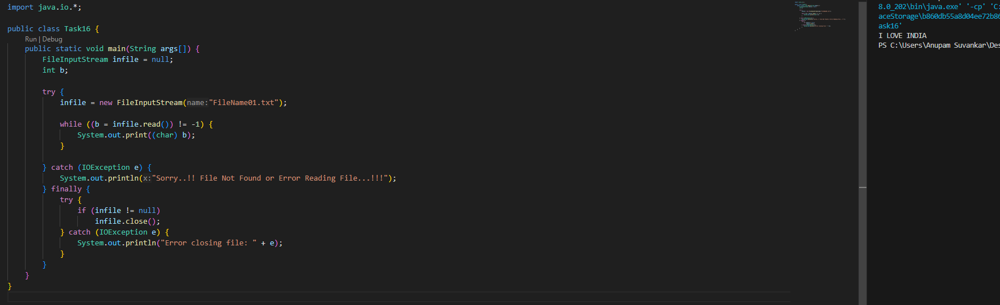 import java.io.*;
public class Task16 {
Run | Debug
public static void main(String args[]) {
FileInputStream infile = null;
int b;
try {
infile = new FileInputStream(name:"FileName01.txt");
while ((b = infile.read()) != -1) {
System.out.print((char) b);
}
} catch (IOException e) {
System.out.println(x:"Sorry..!! File Not Found or Error Reading File...!!!");
} finally {
try {
if (infile != null)
infile.close();
} catch (IOException e) {
System.out.println("Error closing file: " + e);
}
}
}
}
8.0_202\bin\java.exe' '-cp' 'C:
aceStorage\b860db55a8d04ee72b86
ask16'
I LOVE INDIA
PS C:\Users\Anupam Suvankar\Des